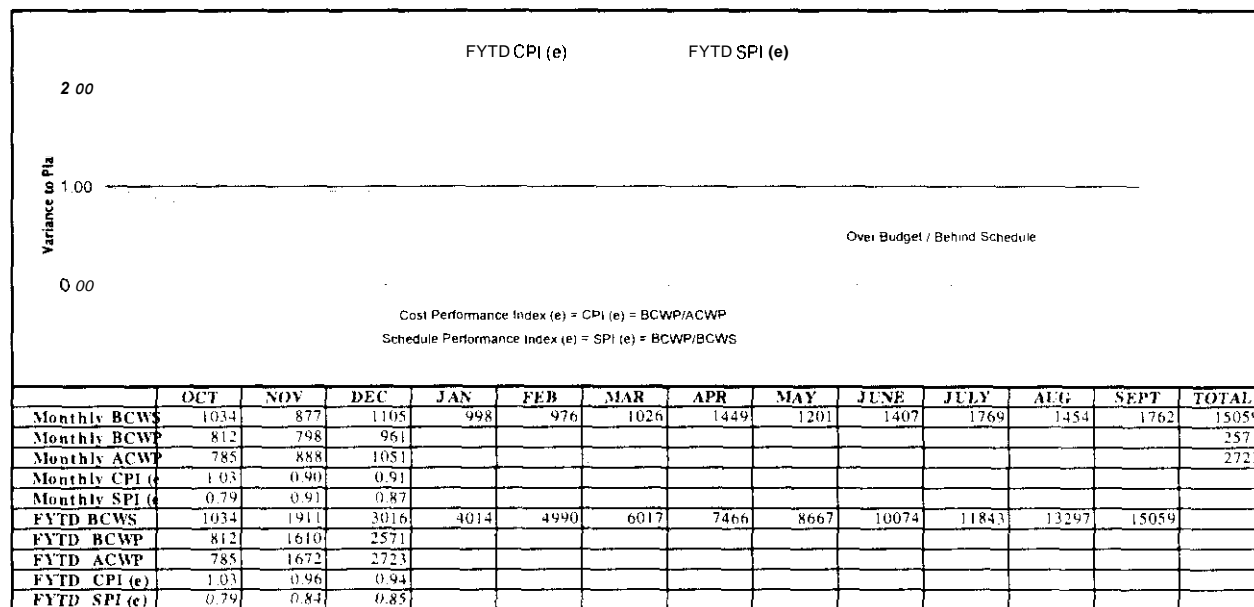 FYTD CPI (e) FYTD SPI (e)
2 00
Variance to Pla
1.00
Over Budget / Behind Schedule
0 00
Cost Performance Index (e) = CPI (e) = BCWP/ACWP
Schedule Performance Index (e) = SPI (e) = BCWP/BCWS
OCT NOV DEC JAN FEB MAR APR MAY JUNE JULY AUG SEPT TOTAL
Monthly BCWS 1034 877 1105 998 976 1026 1449 1201 1407 1769 1454 1762 15059
Monthly BCWP 812 798 961 257
Monthly ACWP 785 888 1051 272
Monthly CPI (e 1.03 0.90 0.91
Monthly SPI (e 0.79 0.91 0.87
FYTD BCWS 1034 1911 3016 4014 4990 6017 7466 8667 10074 11843 13297 15059
FYTD BCWP 812 1610 2571
FYTD ACWP 785 1672 2723
FYTD CPI (e) 1.03 0.96 0.94
FYTD SPI (e) 0.79 0.84 0.85